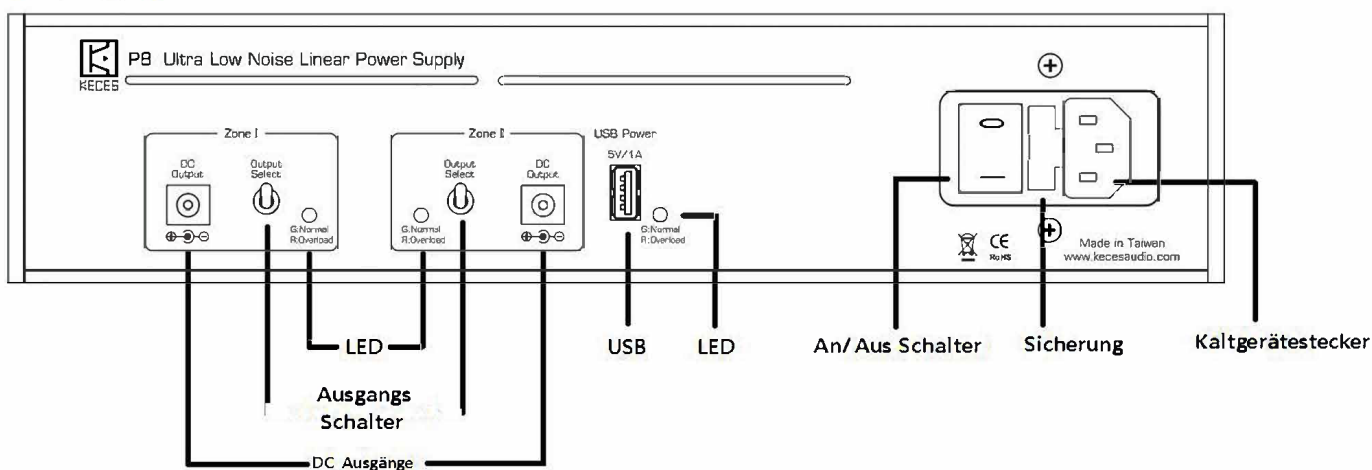 P8 Ultra Low Noise Linear Power Supply
KECES
Zone I
DC
Output
Output
Select
G:Normal
R:Overload
Zone II
Output
Select
DC
Output
G:Normal
R:Overload
USB Power
5V/1A
G:Normal
R:Overload
CE
RoHS
Made in Taiwan
www.kecesaudio.com
LED
USB
LED
An/Aus Schalter
Sicherung
Kaltgerätestecker
Ausgangs
Schalter
DC Ausgänge